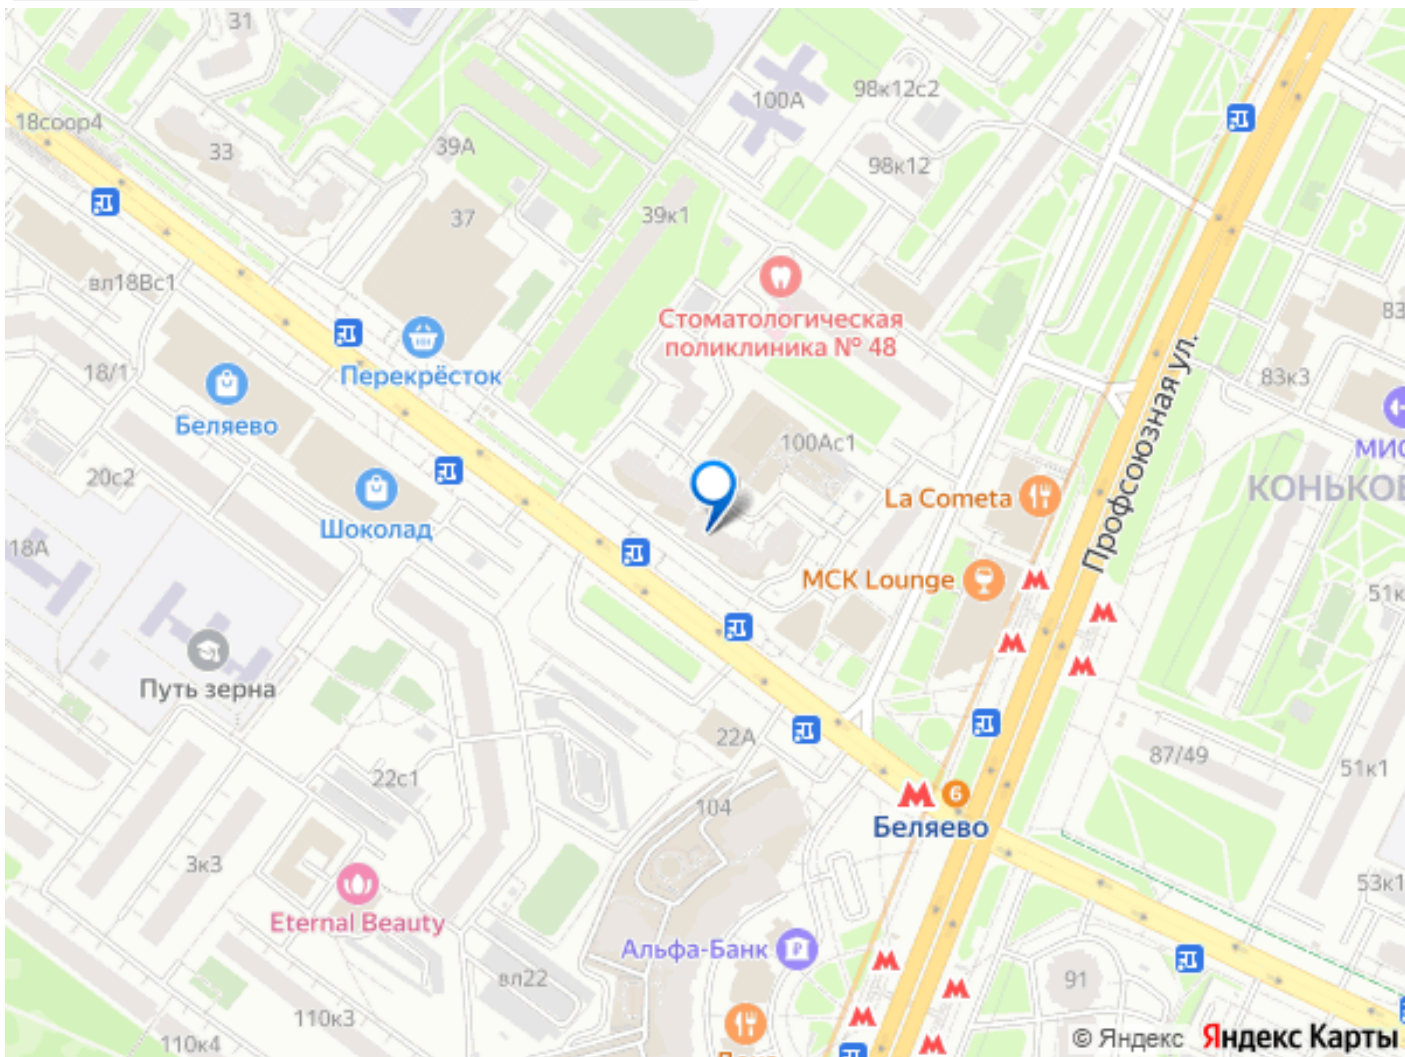 31
100А
98к12с2
18соор4
33
39А
98к12
37
39к1
вл18Вс1
Стоматологическая
поликлиника № 48
83
Перекрёсток
18/1
83к3
Беляево
Профсоюзная ул.
100Ас1
20с2
КОНЬКОВ
La Cometa
Шоколад
18А
МСК Lounge
51к
Путь зерна
22А
87/49
51к1
22с1
104
6
Беляево
3к3
53к1
Eternal Beauty
Альфа-Банк
вл22
91
110к3
110к4
© Яндекс
Яндекс Карты